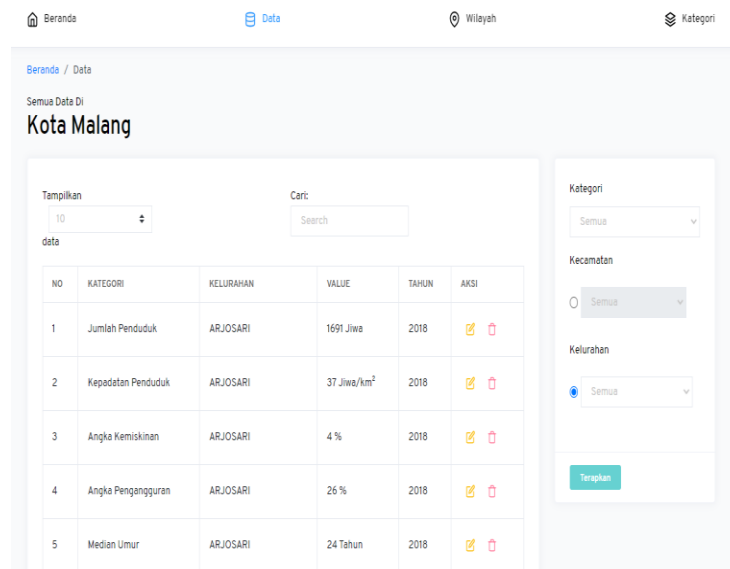 Beranda Data Wilayah Kategori
Beranda / Data
Semua Data Di
Kota Malang
Tampilkan
10
data
Cari:
Search
NO KATEGORI KELURAHAN VALUE TAHUN AKSI
1 Jumlah Penduduk ARJOSARI 1691 Jiwa 2018
2 Kepadatan Penduduk ARJOSARI 37 Jiwa/km² 2018
3 Angka Kemiskinan ARJOSARI 4 % 2018
4 Angka Pengangguran ARJOSARI 26 % 2018
5 Median Umur ARJOSARI 24 Tahun 2018
Kategori
Semua
Kecamatan
Semua
Kelurahan
Semua
Terapkan